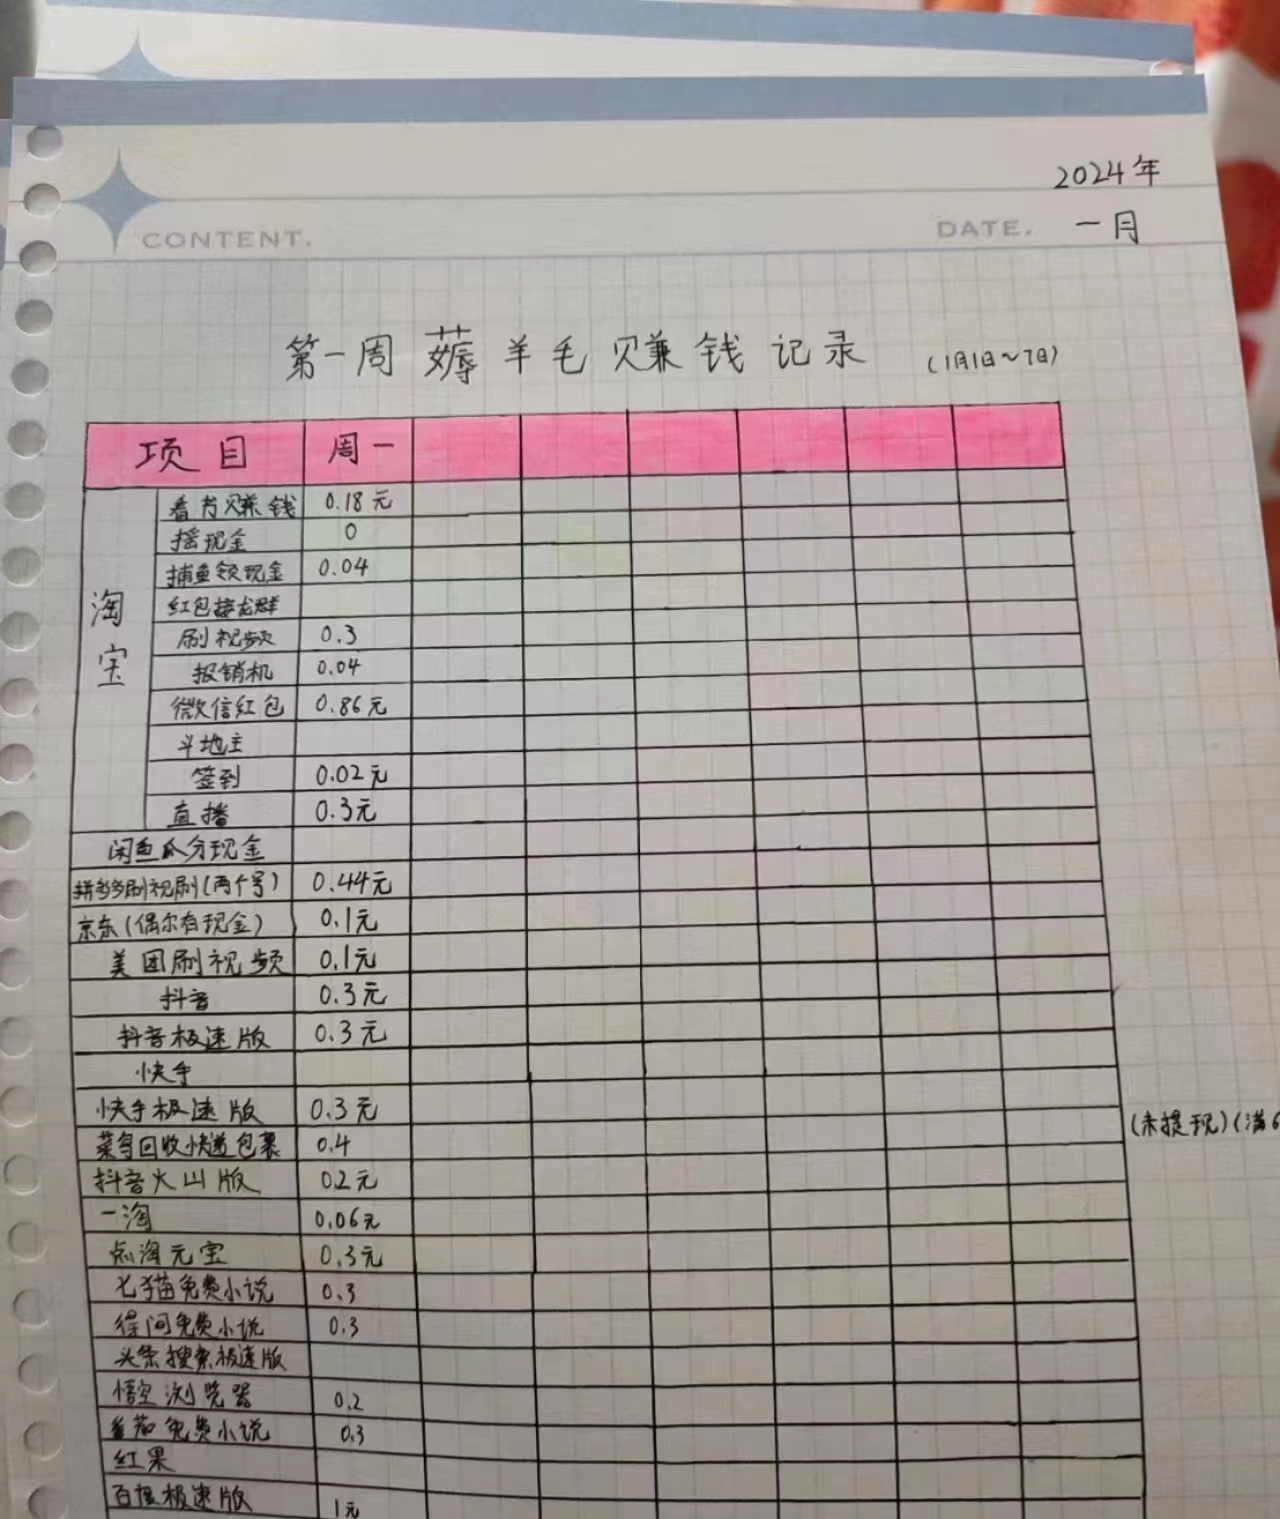 2024年
CONTENT.
DATE. 一月
第一周 薅羊毛赚钱记录 (1月1日~7日)
项目 周一
淘宝
看书赚钱 0.18元
摇现金 0
捕鱼领现金 0.04
红包接龙群
刷视频 0.3
报销机 0.04
微信红包 0.86元
斗地主
签到 0.02元
直播 0.3元
闲鱼瓜分现金
拼多多刷视刷(两个号) 0.44元
京东(偶尔有现金) 0.1元
美团刷视频 0.1元
抖音 0.3元
抖音极速版 0.3元
快手
快手极速版 0.3元
(未提现)(满6
菜鸟回收快递包裹 0.4
抖音火山版 0.2元
一淘 0.06元
点淘元宝 0.3元
七猫免费小说 0.3
得间免费小说 0.3
头条搜索极速版
悟空浏览器 0.2
番茄免费小说 0.3
红果
百度极速版 1元